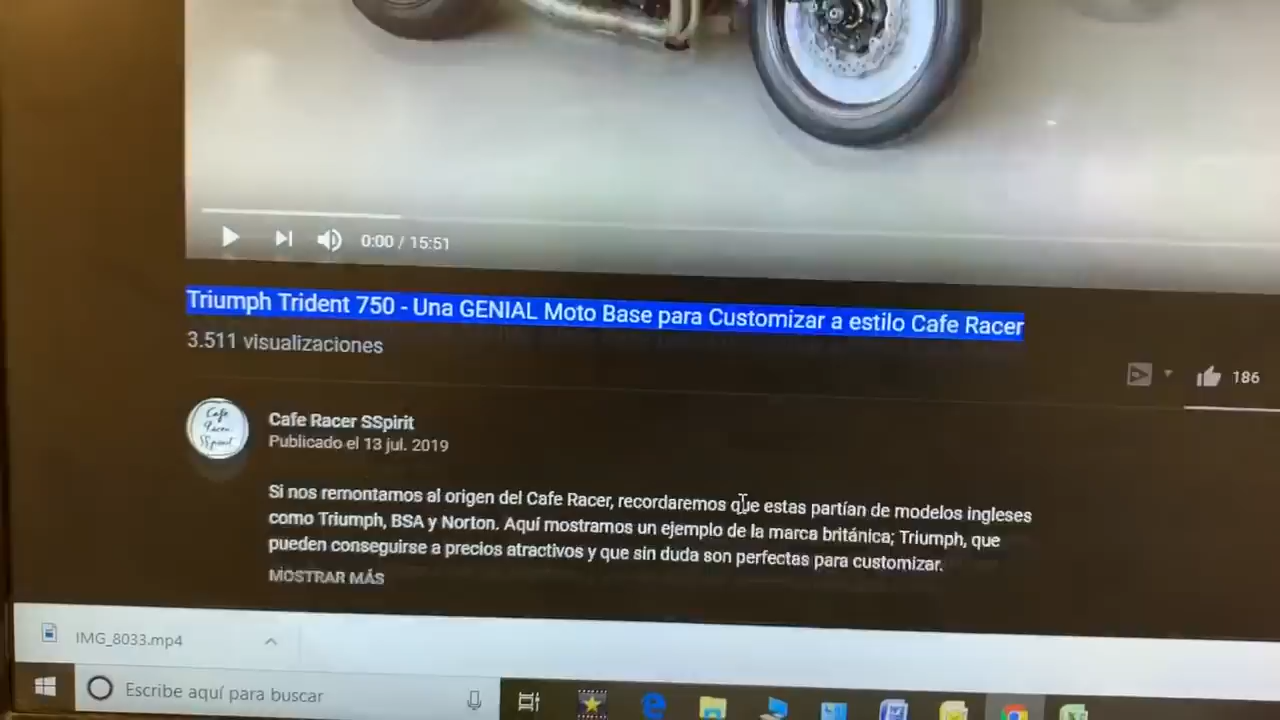 0:00 / 15:51
Triumph Trident 750 - Una GENIAL Moto Base para Customizar a estilo Cafe Racer
3.511 visualizaciones
186
Cafe Racer SSpirit
Cafe Racer SSpirit
Publicado el 13 jul. 2019
Si nos remontamos al origen del Cafe Racer, recordaremos que estas partían de modelos ingleses
como Triumph, BSA y Norton. Aquí mostramos un ejemplo de la marca británica; Triumph, que
pueden conseguirse a precios atractivos y que sin duda son perfectas para customizar.
MOSTRAR MÁS
IMG_8033.mp4
Escribe aquí para buscar